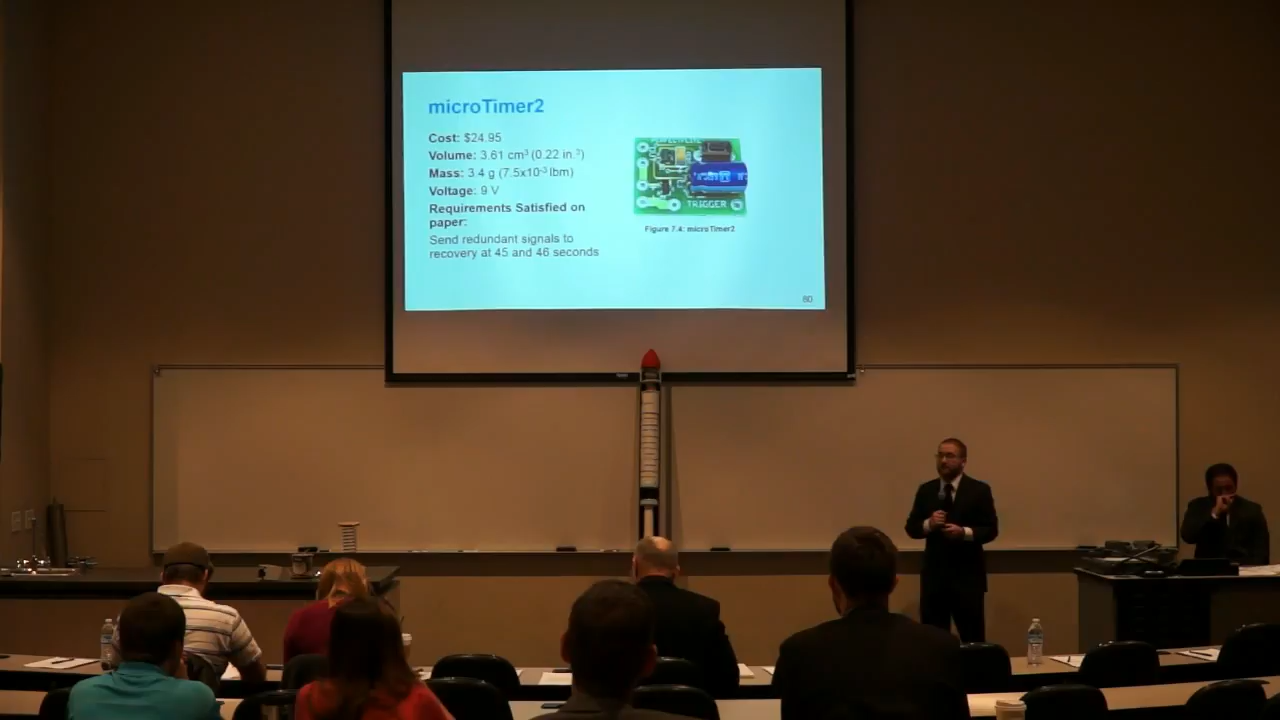 microTimer2
Cost: $24.95
Volume: 3.61 cm³ (0.22 in.³)
Mass: 3.4 g (7.5x10⁻³ lbm)
Voltage: 9 V
Requirements Satisfied on
paper:
Send redundant signals to
recovery at 45 and 46 seconds
TRIGGER
Figure 7.4: microTimer2
80